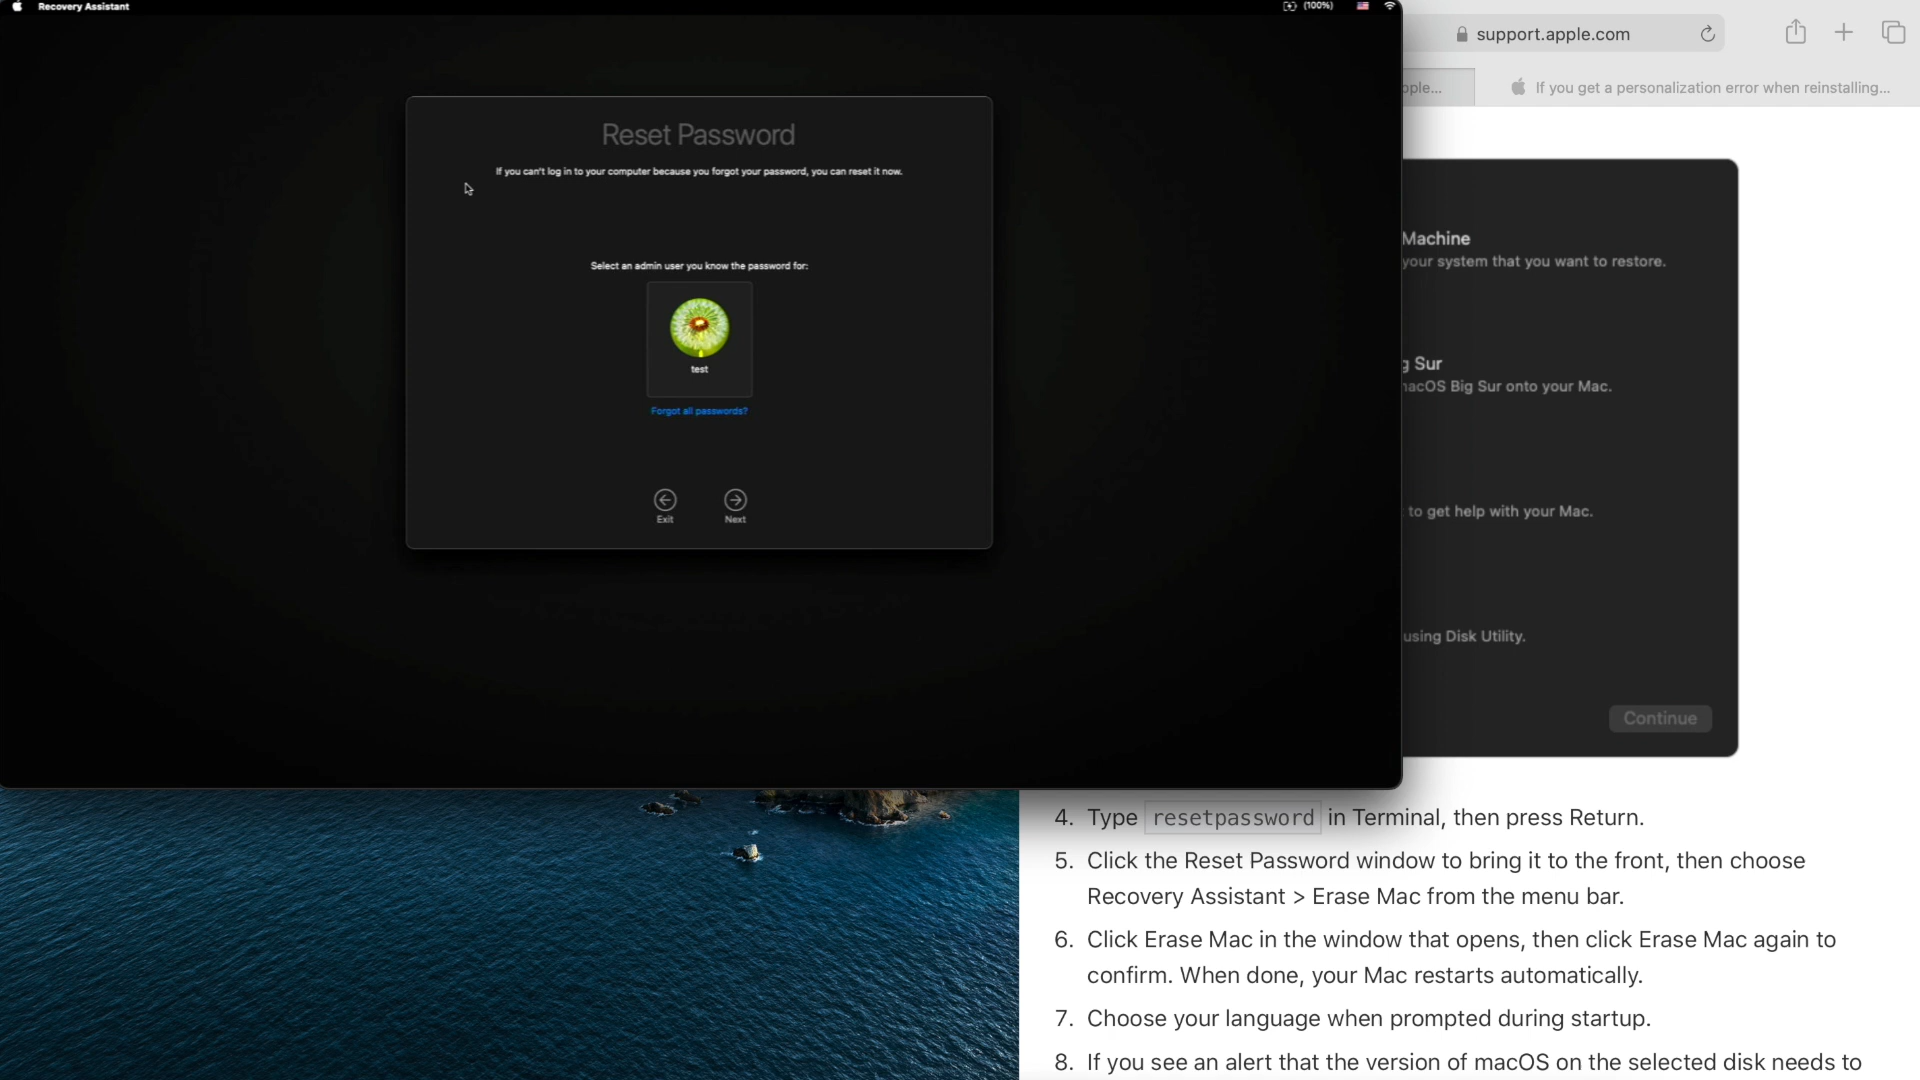 Recovery Assistant
(100%)
Reset Password
If you can't log in to your computer because you forgot your password, you can reset it now.
Select an admin user you know the password for:
test
Forgot all passwords?
Exit
Next
support.apple.com
If you get a personalization error when reinstalling...
Machine
your system that you want to restore.
Sur
macOS Big Sur onto your Mac.
to get help with your Mac.
using Disk Utility.
Continue
4. Type resetpassword in Terminal, then press Return.
5. Click the Reset Password window to bring it to the front, then choose
Recovery Assistant > Erase Mac from the menu bar.
6. Click Erase Mac in the window that opens, then click Erase Mac again to
confirm. When done, your Mac restarts automatically.
7. Choose your language when prompted during startup.
8. If you see an alert that the version of macOS on the selected disk needs to